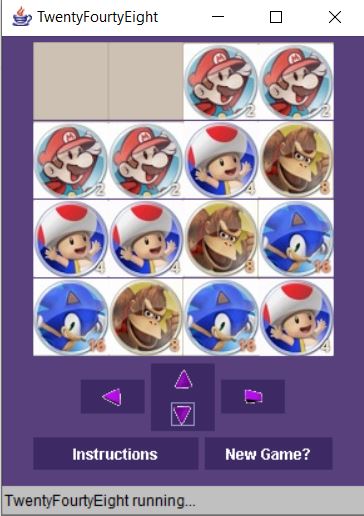 TwentyFourtyEight
2 2
2 2 4 8
4 4 8 16
16 8 16 4
Instructions New Game?
TwentyFourtyEight running...